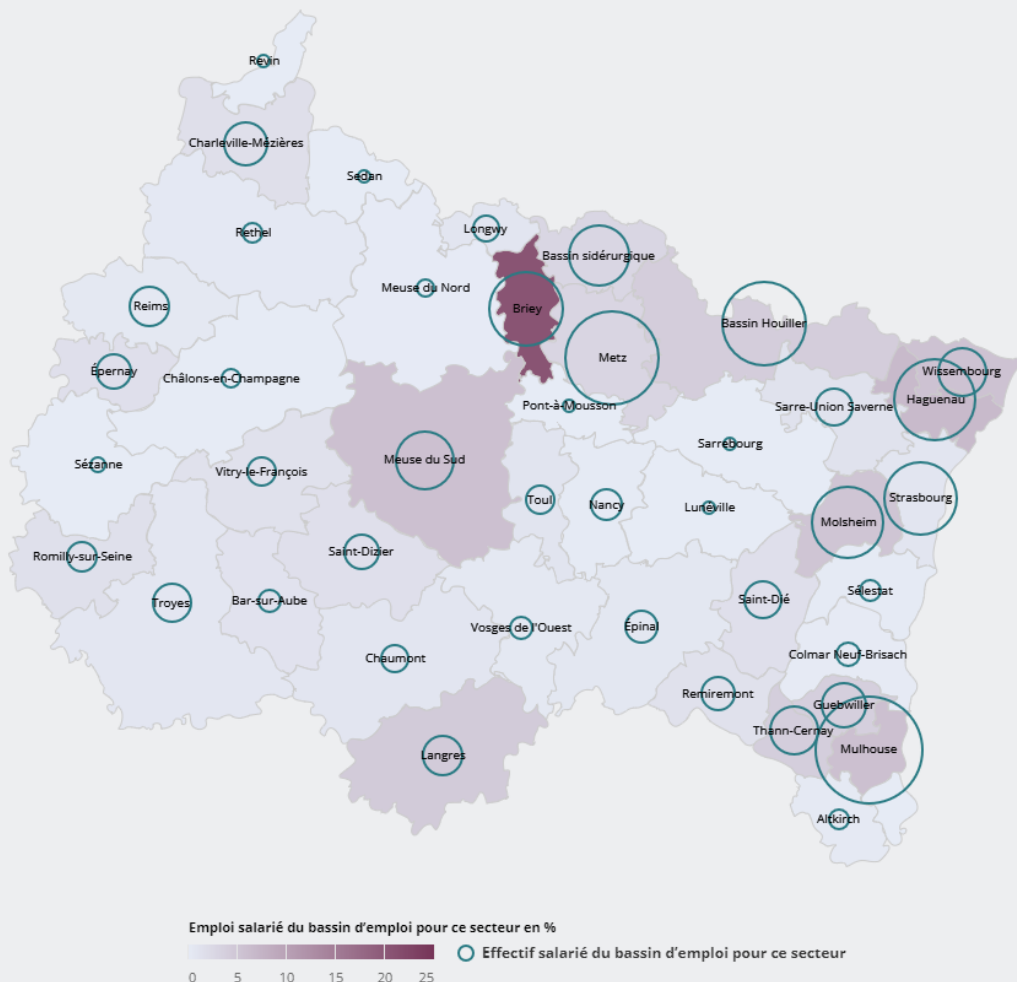 Revin
Charleville-Mézières
Sedan
Rethel
Longwy
Bassin sidérurgique
Meuse du Nord
Reims
Briey
Bassin Houiller
Metz
Épernay
Châlons-en-Champagne
Wissembourg
Haguenau
Pont-à-Mousson
Sarre-Union Saverne
Sarrebourg
Meuse du Sud
Sézanne
Vitry-le-François
Toul
Nancy
Lunéville
Strasbourg
Molsheim
Romilly-sur-Seine
Saint-Dizier
Troyes
Bar-sur-Aube
Saint-Dié
Sélestat
Vosges de l'Ouest
Épinal
Chaumont
Colmar Neuf-Brisach
Remiremont
Guebwiller
Thann-Cernay
Mulhouse
Langres
Altkirch
Emploi salarié du bassin d’emploi pour ce secteur en %
Effectif salarié du bassin d’emploi pour ce secteur
0 5 10 15 20 25